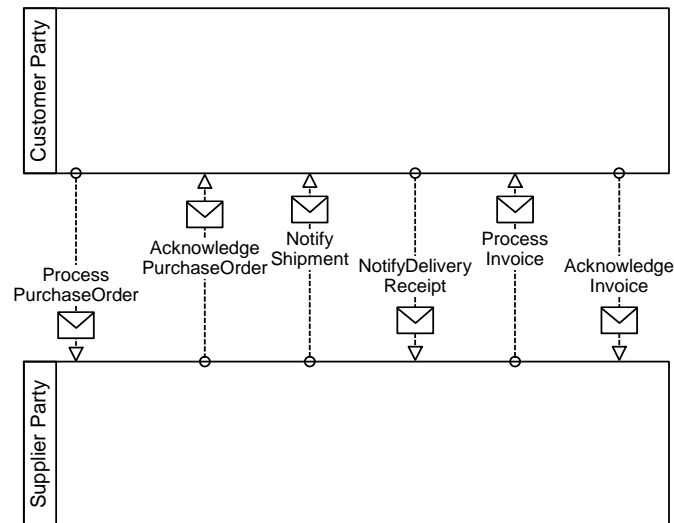 Customer Party
Process
PurchaseOrder
Acknowledge
PurchaseOrder
Notify
Shipment
NotifyDelivery
Receipt
Process
Invoice
Acknowledge
Invoice
Supplier Party